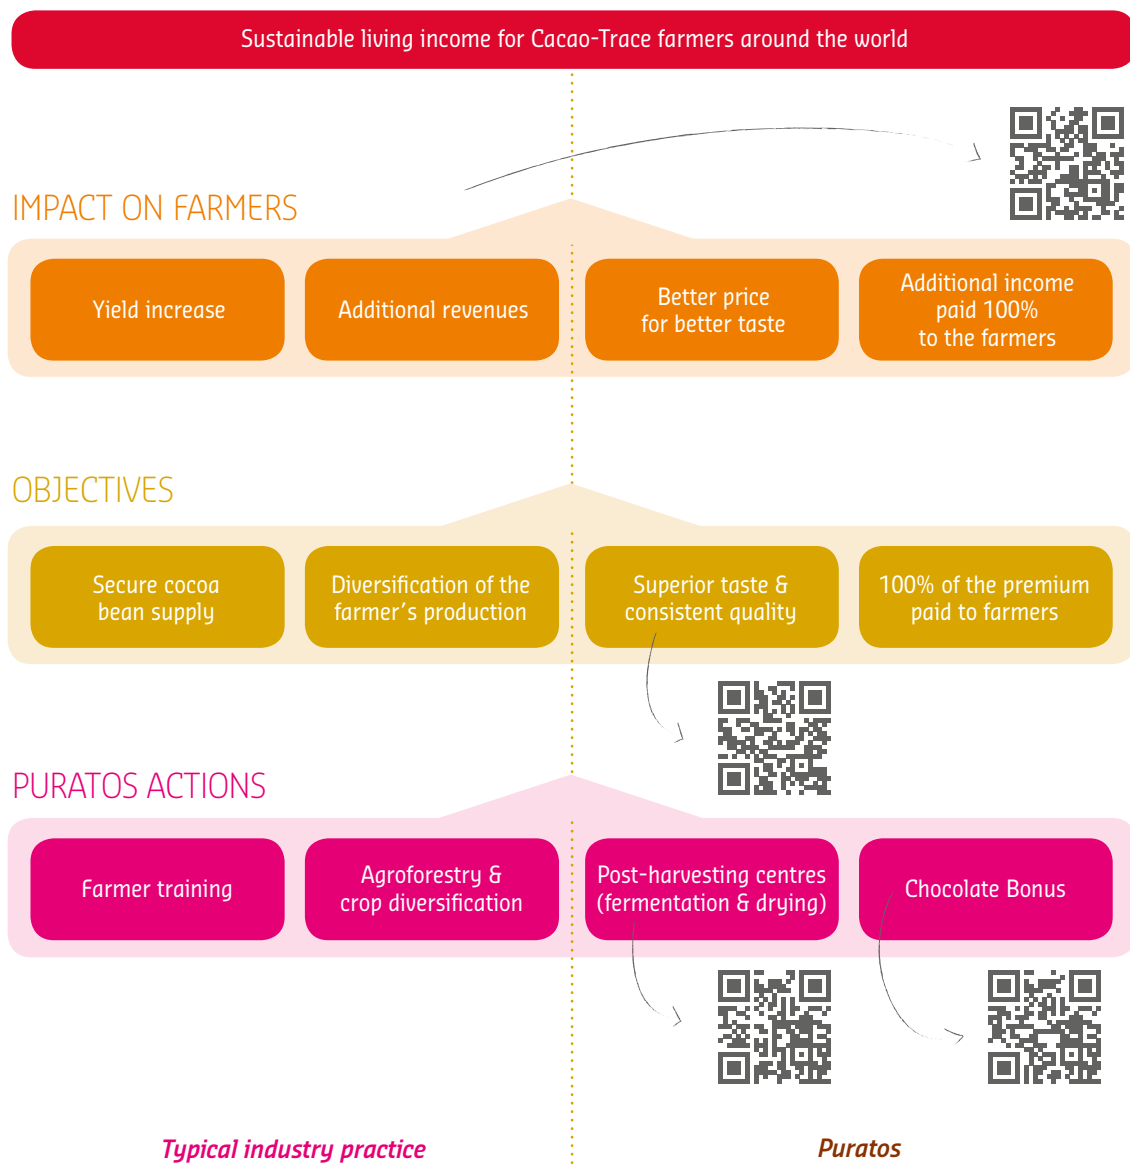 Sustainable living income for Cacao-Trace farmers around the world
IMPACT ON FARMERS
Yield increase
Additional revenues
Better price
for better taste
Additional income
paid 100%
to the farmers
OBJECTIVES
Secure cocoa
bean supply
Diversification of the
farmer's production
Superior taste &
consistent quality
100% of the premium
paid to farmers
PURATOS ACTIONS
Farmer training
Agroforestry &
crop diversification
Post-harvesting centres
(fermentation & drying)
Chocolate Bonus
Typical industry practice
Puratos